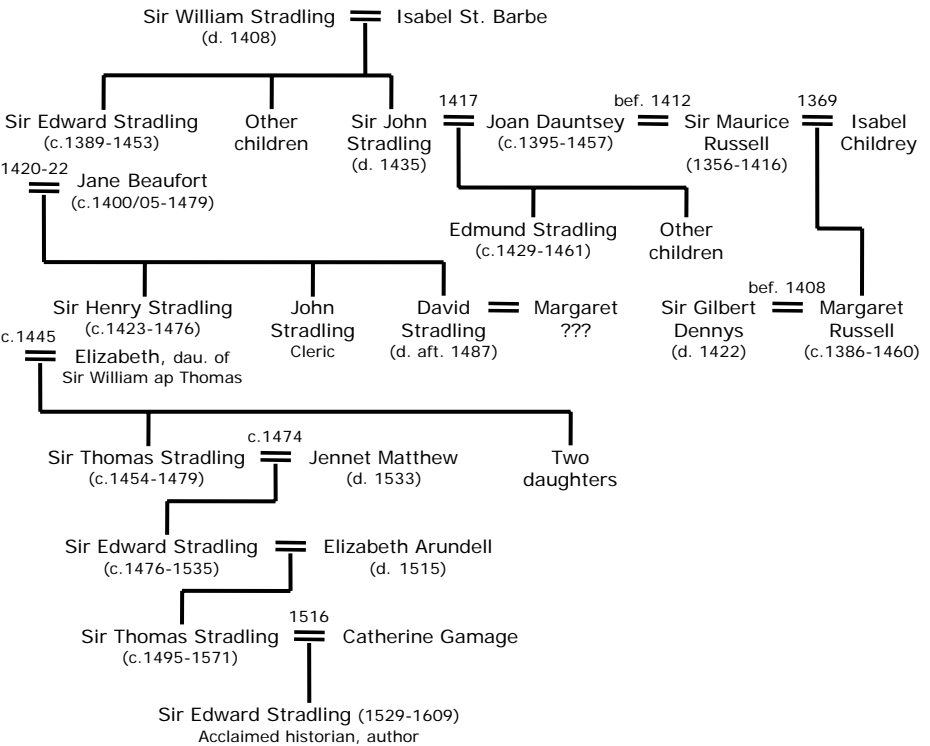 Sir William Stradling Isabel St. Barbe
(d. 1408)
1417 bef. 1412 1369
Sir Edward Stradling Other Sir John Joan Dauntsey Sir Maurice Isabel
(c.1389-1453) children Stradling (c.1395-1457) Russell Childrey
(d. 1435) (1356-1416)
1420-22 Jane Beaufort
(c.1400/05-1479)
Edmund Stradling Other
(c.1429-1461) children
bef. 1408
Sir Henry Stradling John David Margaret Sir Gilbert Margaret
(c.1423-1476) Stradling Stradling ??? Dennys Russell
Cleric (d. aft. 1487) (d. 1422) (c.1386-1460)
c.1445
Elizabeth, dau. of
Sir William ap Thomas
c.1474
Sir Thomas Stradling Jennet Matthew Two
(c.1454-1479) (d. 1533) daughters
Sir Edward Stradling Elizabeth Arundell
(c.1476-1535) (d. 1515)
1516
Sir Thomas Stradling Catherine Gamage
(c.1495-1571)
Sir Edward Stradling (1529-1609)
Acclaimed historian, author